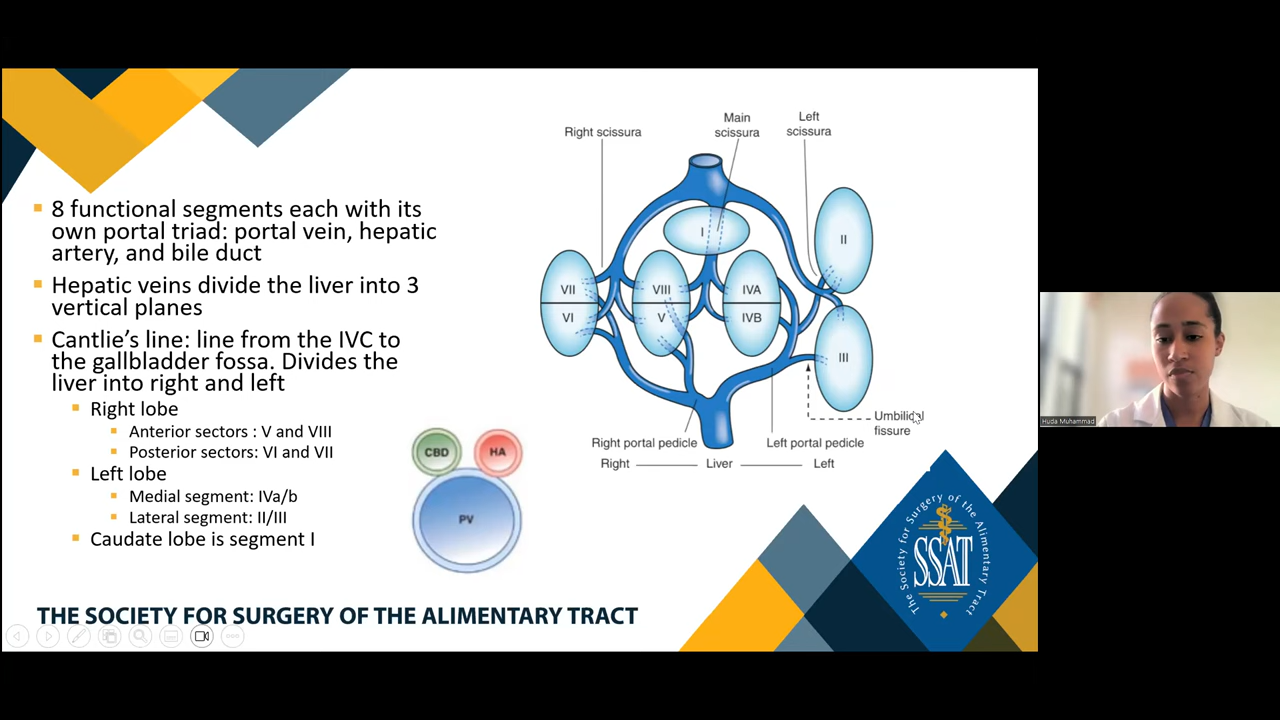 8 functional segments each with its
own portal triad: portal vein, hepatic
artery, and bile duct
Hepatic veins divide the liver into 3
vertical planes
Cantlie's line: line from the IVC to
the gallbladder fossa. Divides the
liver into right and left
Right lobe
Anterior sectors : V and VIII
Posterior sectors: VI and VII
Left lobe
Medial segment: IVa/b
Lateral segment: II/III
Caudate lobe is segment I
CBD
HA
PV
Right scissura
Main
scissura
Left
scissura
I
II
VII
VIII
IVA
VI
V
IVB
III
Umbilical
fissure
Right portal pedicle
Left portal pedicle
Right
Liver
Left
The Society for Surgery of the Alimentary Tract
SSAT
THE SOCIETY FOR SURGERY OF THE ALIMENTARY TRACT
Huda Muhammad